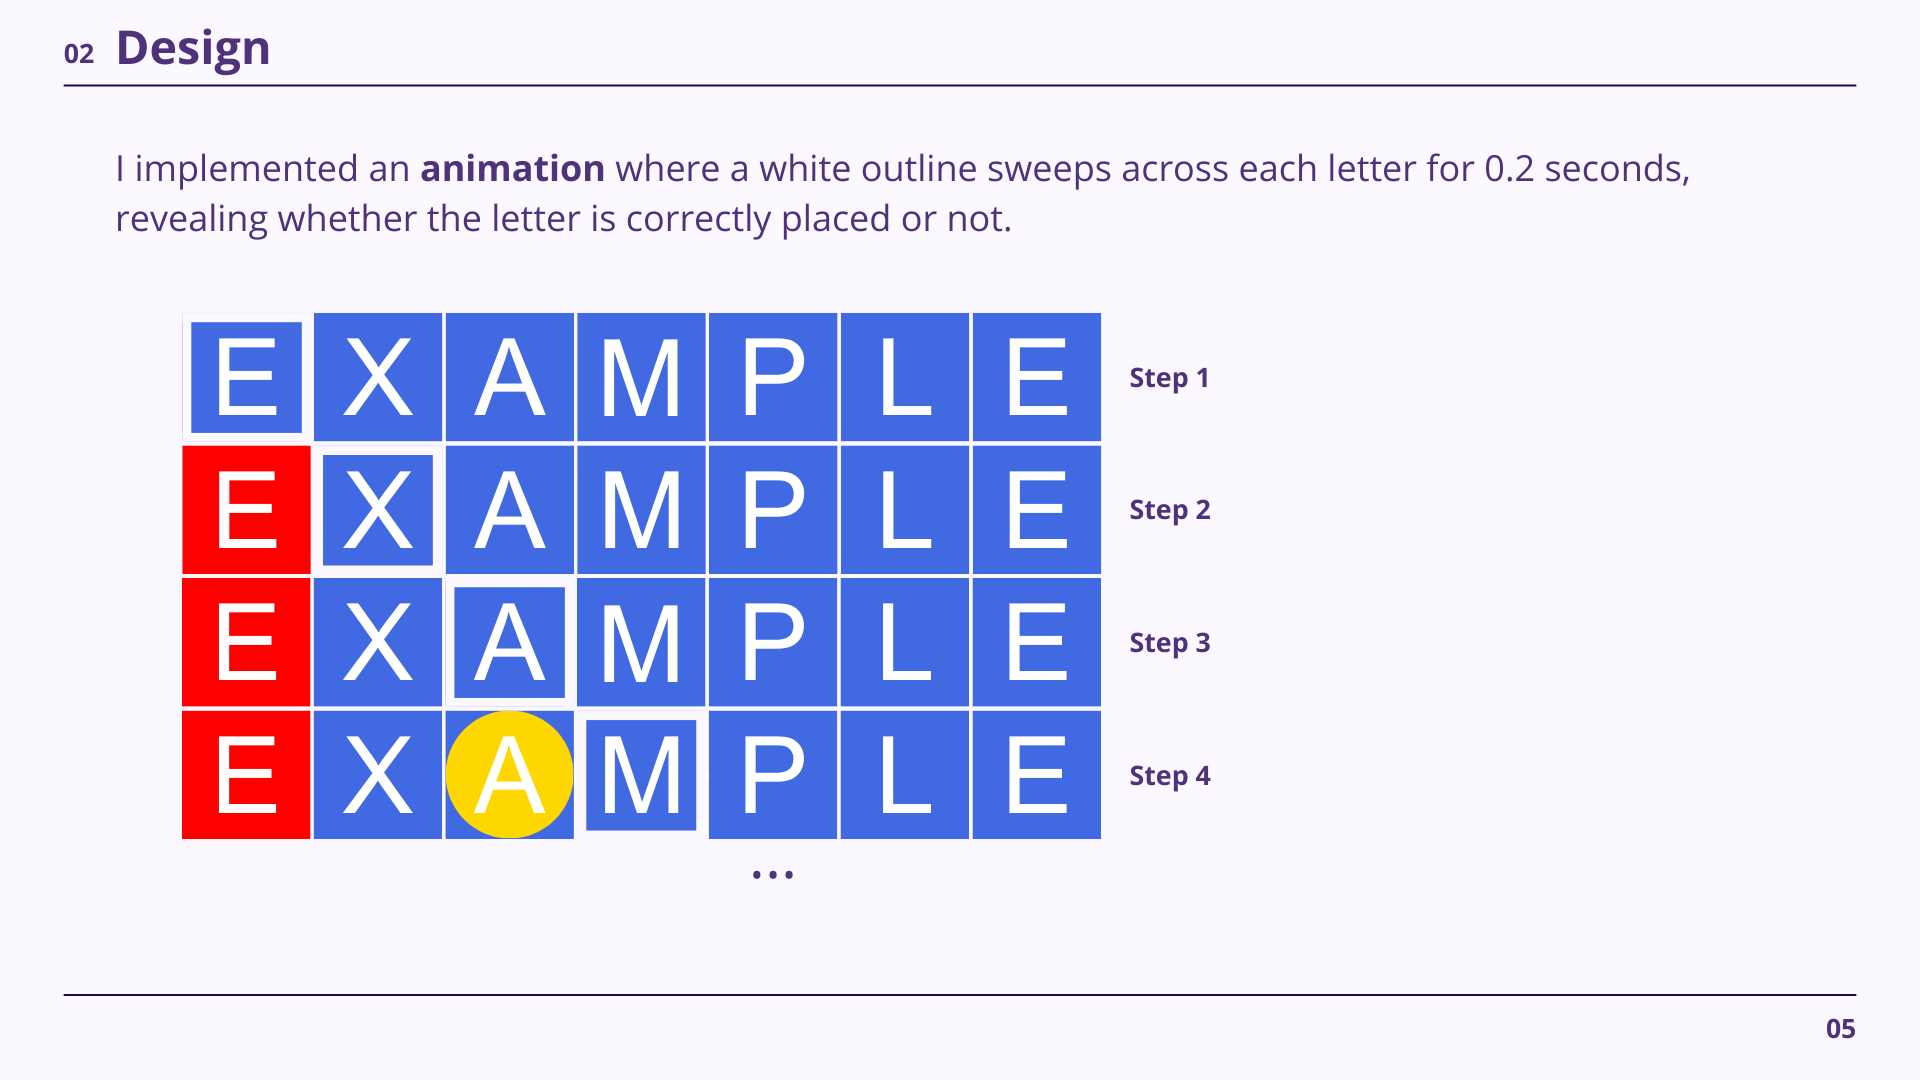 02 Design
I implemented an animation where a white outline sweeps across each letter for 0.2 seconds,
revealing whether the letter is correctly placed or not.
E X A M P L E Step 1
E X A M P L E Step 2
E X A M P L E Step 3
E X A M P L E Step 4
...
05